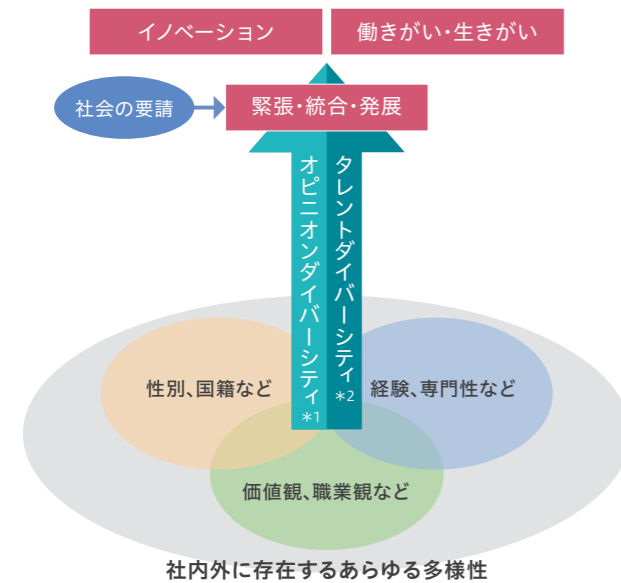 イノベーション
働きがい・生きがい
社会の要請
緊張・統合・発展
オピニオンダイバーシティ*1
タレントダイバーシティ*2
性別、国籍など
経験、専門性など
価値観、職業観など
社内外に存在するあらゆる多様性